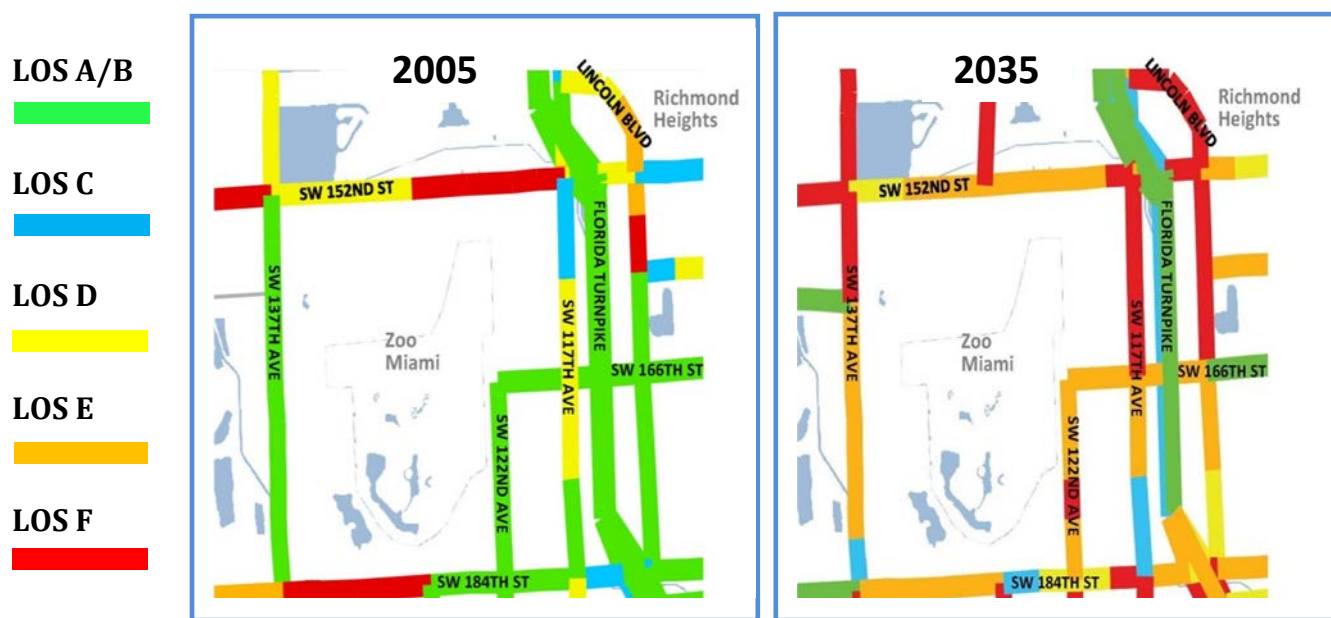 LOS A/B
LOS C
LOS D
LOS E
LOS F
2005
LINCOLN BLVD
Richmond
Heights
SW 152ND ST
FLORIDA TURNPIKE
SW 137TH AVE
SW 117TH AVE
Zoo
Miami
SW 166TH ST
SW 122ND AVE
SW 184TH ST
2035
LINCOLN BLVD
Richmond
Heights
SW 152ND ST
FLORIDA TURNPIKE
SW 137TH AVE
SW 117TH AVE
Zoo
Miami
SW 166TH ST
SW 122ND AVE
SW 184TH ST